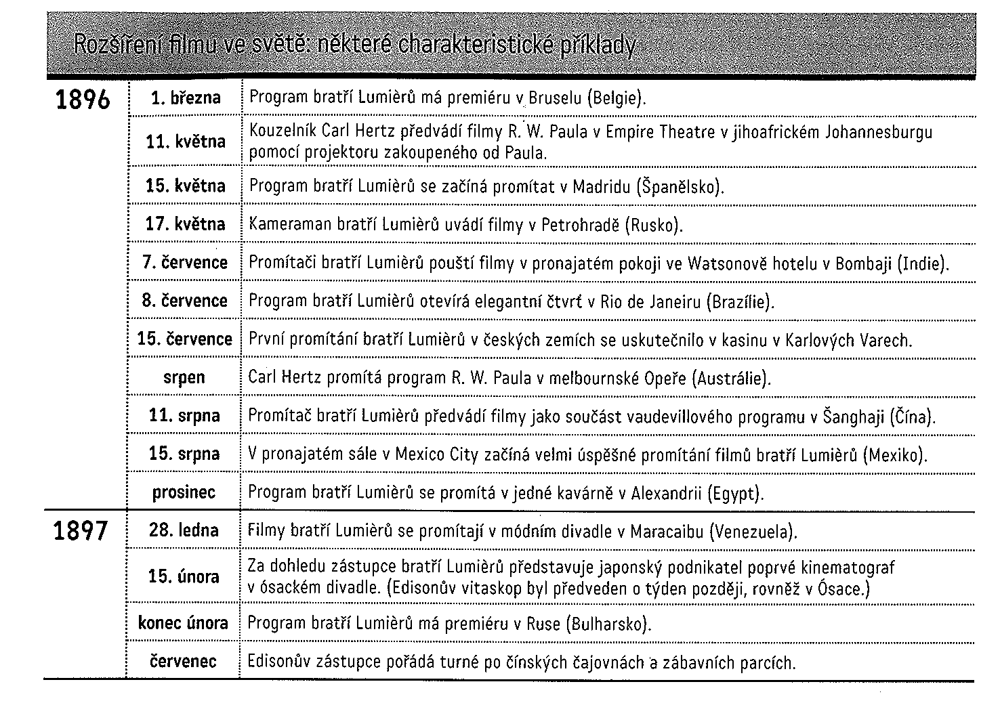 Rozšíření filmu ve světě: některé charakteristické příklady
1896
1. března
Program bratří Lumièrů má premiéru v Bruselu (Belgie).
11. května
Kouzelník Carl Hertz předvádí filmy R. W. Paula v Empire Theatre v jihoafrickém Johannesburgu
pomocí projektoru zakoupeného od Paula.
15. května
Program bratří Lumièrů se začíná promítat v Madridu (Španělsko).
17. května
Kameraman bratří Lumièrů uvádí filmy v Petrohradě (Rusko).
7. července
Promítači bratří Lumièrů pouští filmy v pronajatém pokoji ve Watsonově hotelu v Bombaji (Indie).
8. července
Program bratří Lumièrů otevírá elegantní čtvrť v Rio de Janeiru (Brazílie).
15. července
První promítání bratří Lumièrů v českých zemích se uskutečnilo v kasinu v Karlových Varech.
srpen
Carl Hertz promítá program R. W. Paula v melbournské Opeře (Austrálie).
11. srpna
Promítač bratří Lumièrů předvádí filmy jako součást vaudevillového programu v Šanghaji (Čína).
15. srpna
V pronajatém sále v Mexico City začíná velmi úspěšné promítání filmů bratří Lumièrů (Mexiko).
prosinec
Program bratří Lumièrů se promítá v jedné kavárně v Alexandrii (Egypt).
1897
28. ledna
Filmy bratří Lumièrů se promítají v módním divadle v Maracaibu (Venezuela).
15. února
Za dohledu zástupce bratří Lumièrů představuje japonský podnikatel poprvé kinematograf
v ósackém divadle. (Edisonův vitaskop byl předveden o týden později, rovněž v Ósace.)
konec února
Program bratří Lumièrů má premiéru v Ruse (Bulharsko).
červenec
Edisonův zástupce pořádá turné po čínských čajovnách a zábavních parcích.